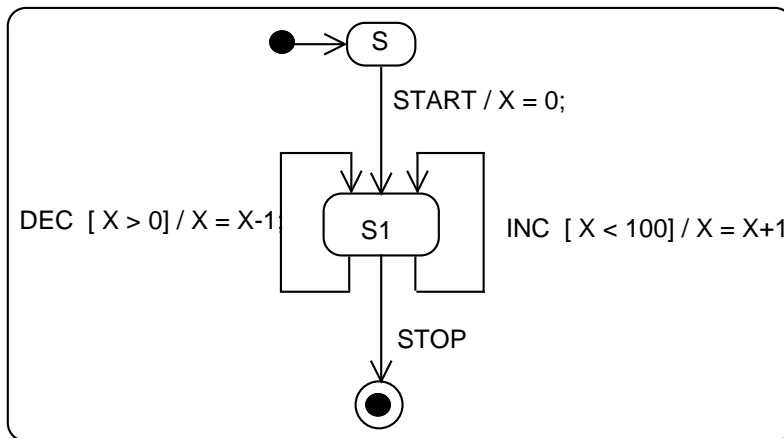 S
START / X = 0;
DEC [ X > 0] / X = X-1;
S1
INC [ X < 100] / X = X+1
STOP